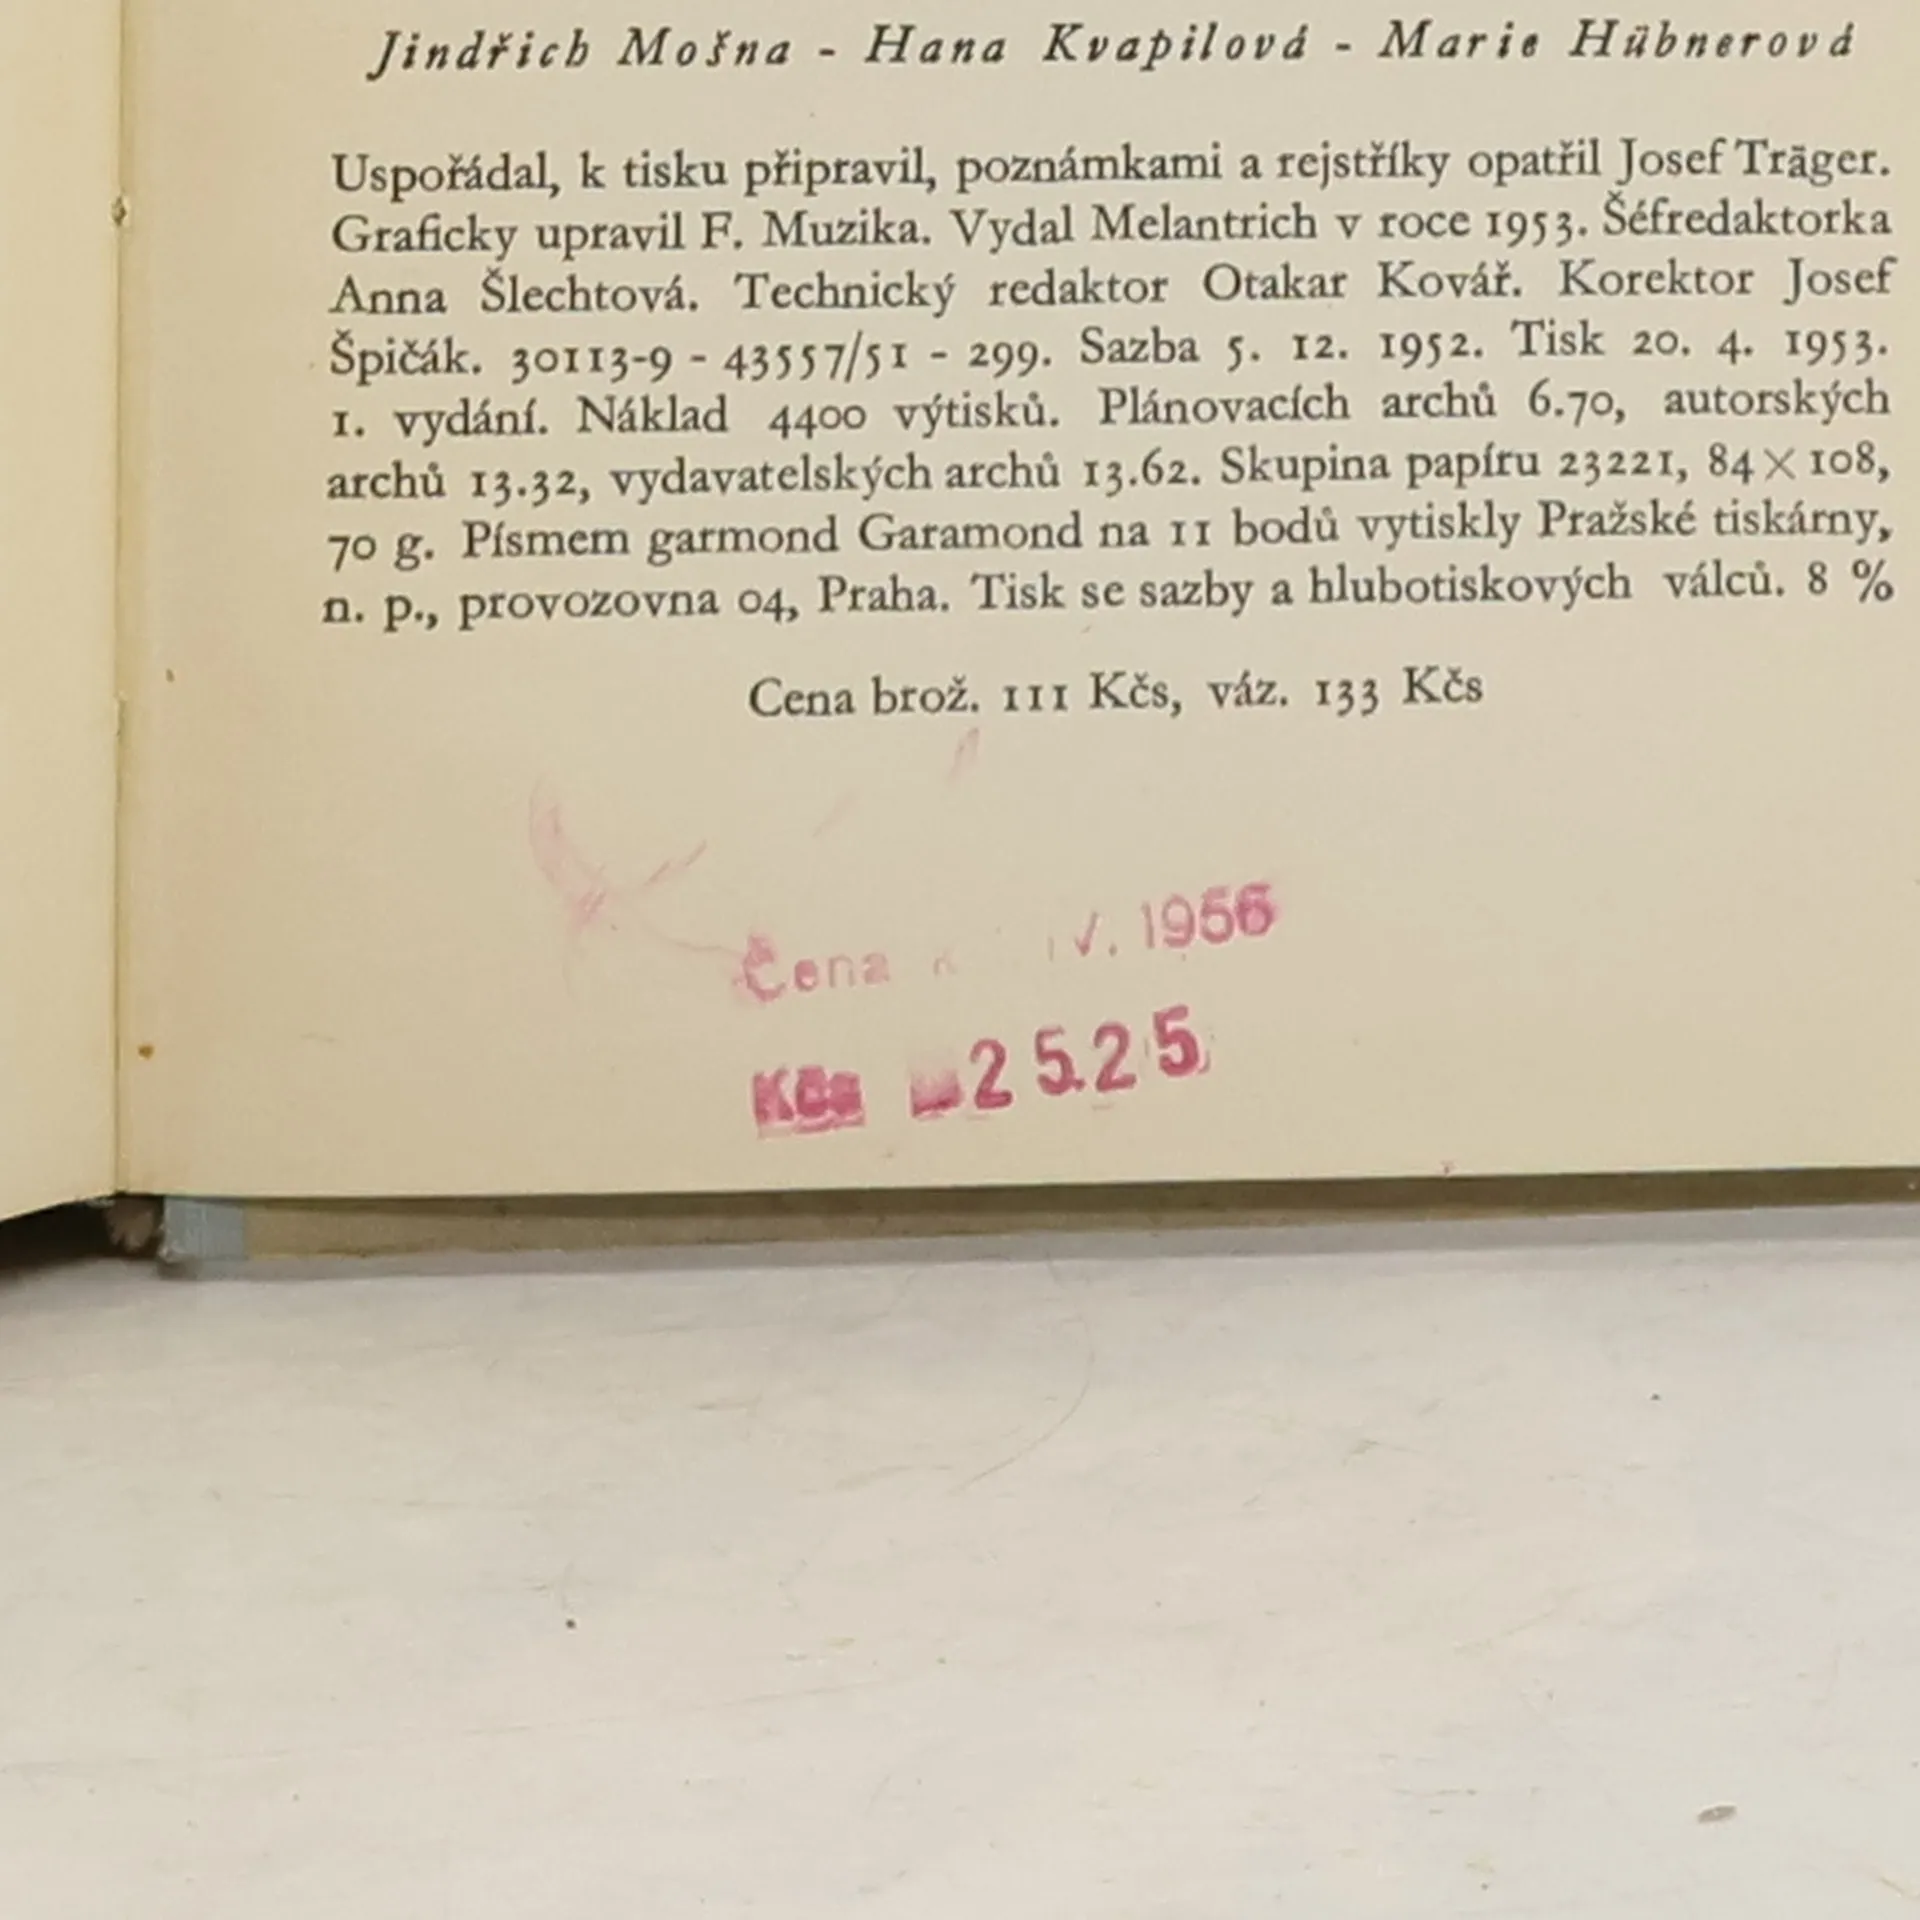 Jindřich Mošna - Hana Kvapilová - Marie Hübnerová
Uspořádal, k tisku připravil, poznámkami a rejstříky opatřil Josef Träger.
Graficky upravil F. Muzika. Vydal Melantrich v roce 1953. Šéfredaktorka
Anna Šlechtová. Technický redaktor Otakar Kovář. Korektor Josef
Špičák. 30113-9 - 43557/51 - 299. Sazba 5. 12. 1952. Tisk 20. 4. 1953.
1. vydání. Náklad 4400 výtisků. Plánovacích archů 6.70, autorských
archů 13.32, vydavatelských archů 13.62. Skupina papíru 23221, 84×108,
70 g. Písmem garmond Garamond na 11 bodů vytiskly Pražské tiskárny,
n. p., provozovna 04, Praha. Tisk se sazby a hlubotiskových válců. 8 %
Cena brož. 111 Kčs, váz. 133 Kčs
Cena V. 1956
Kčs 25.25